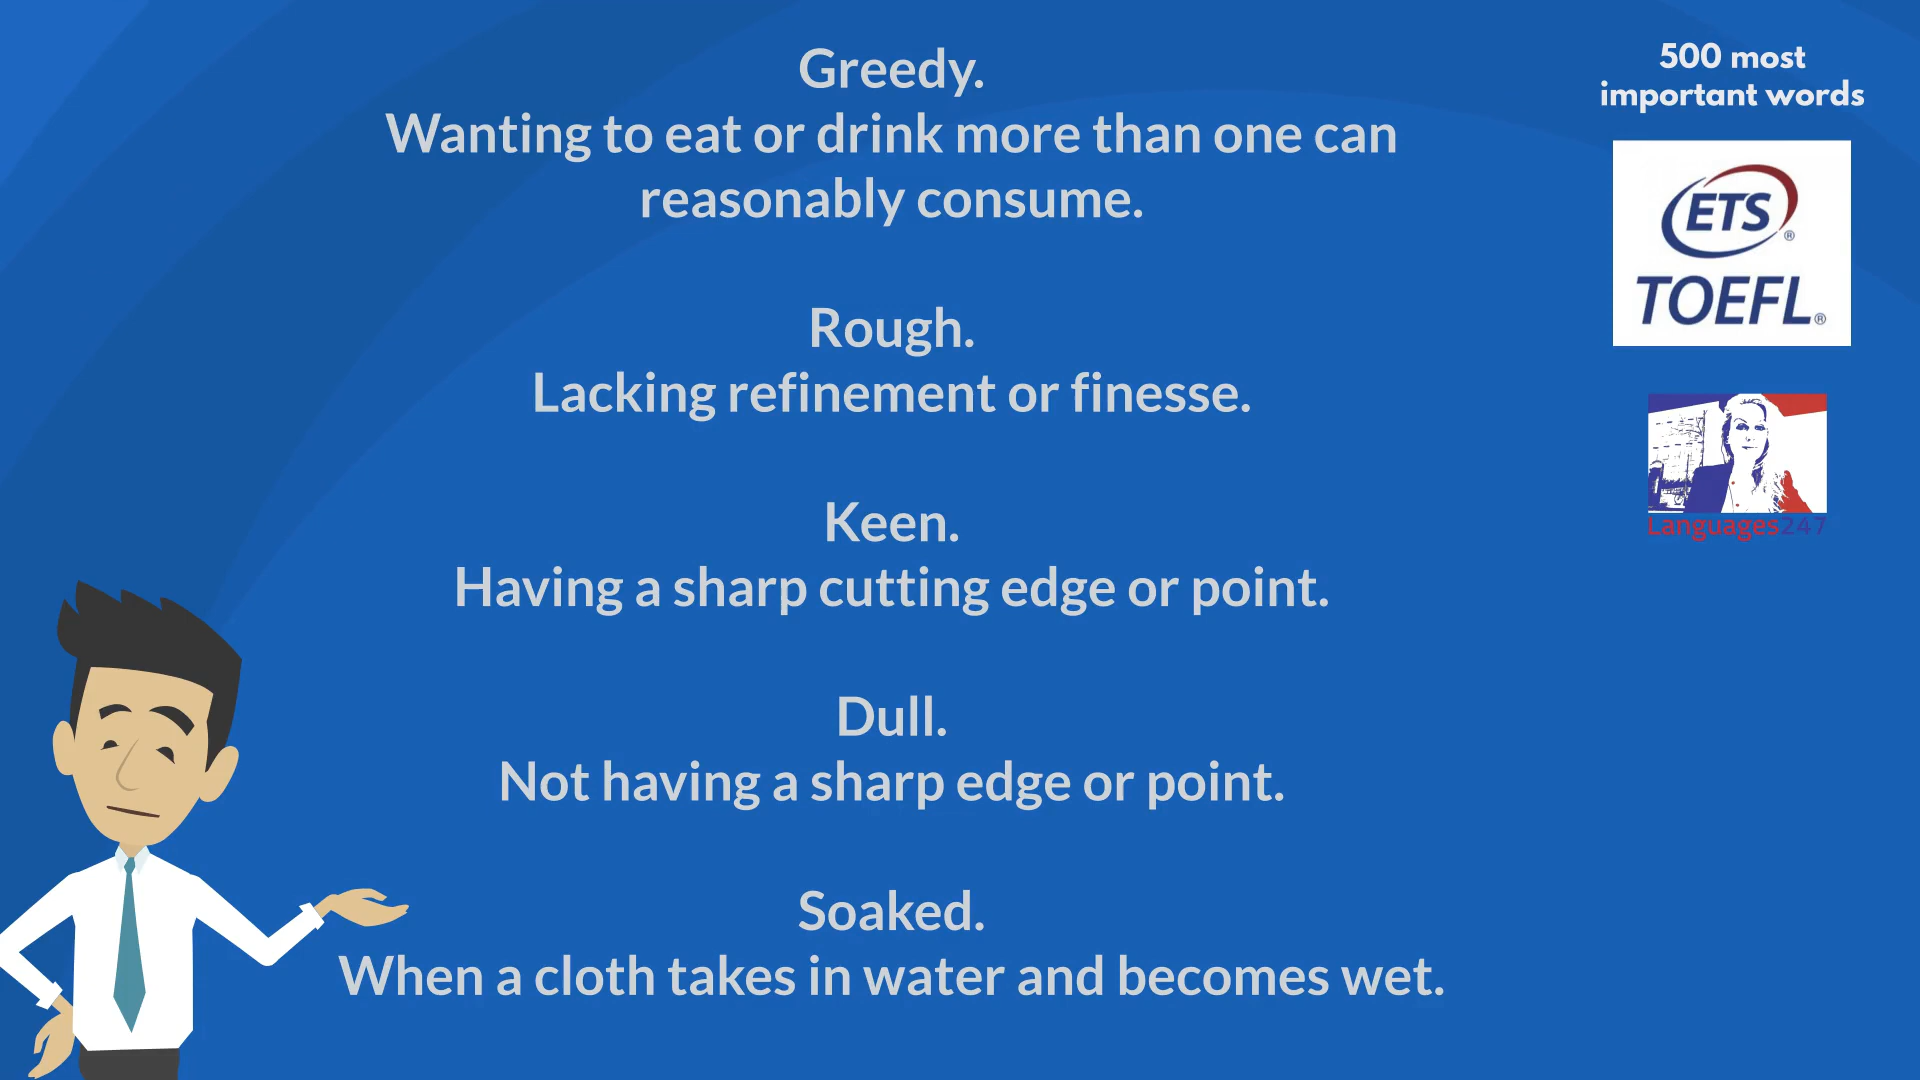 Greedy.
Wanting to eat or drink more than one can
reasonably consume.
Rough.
Lacking refinement or finesse.
Keen.
Having a sharp cutting edge or point.
Dull.
Not having a sharp edge or point.
Soaked.
When a cloth takes in water and becomes wet.
500 most
important words
ETS®
TOEFL®
Languages247